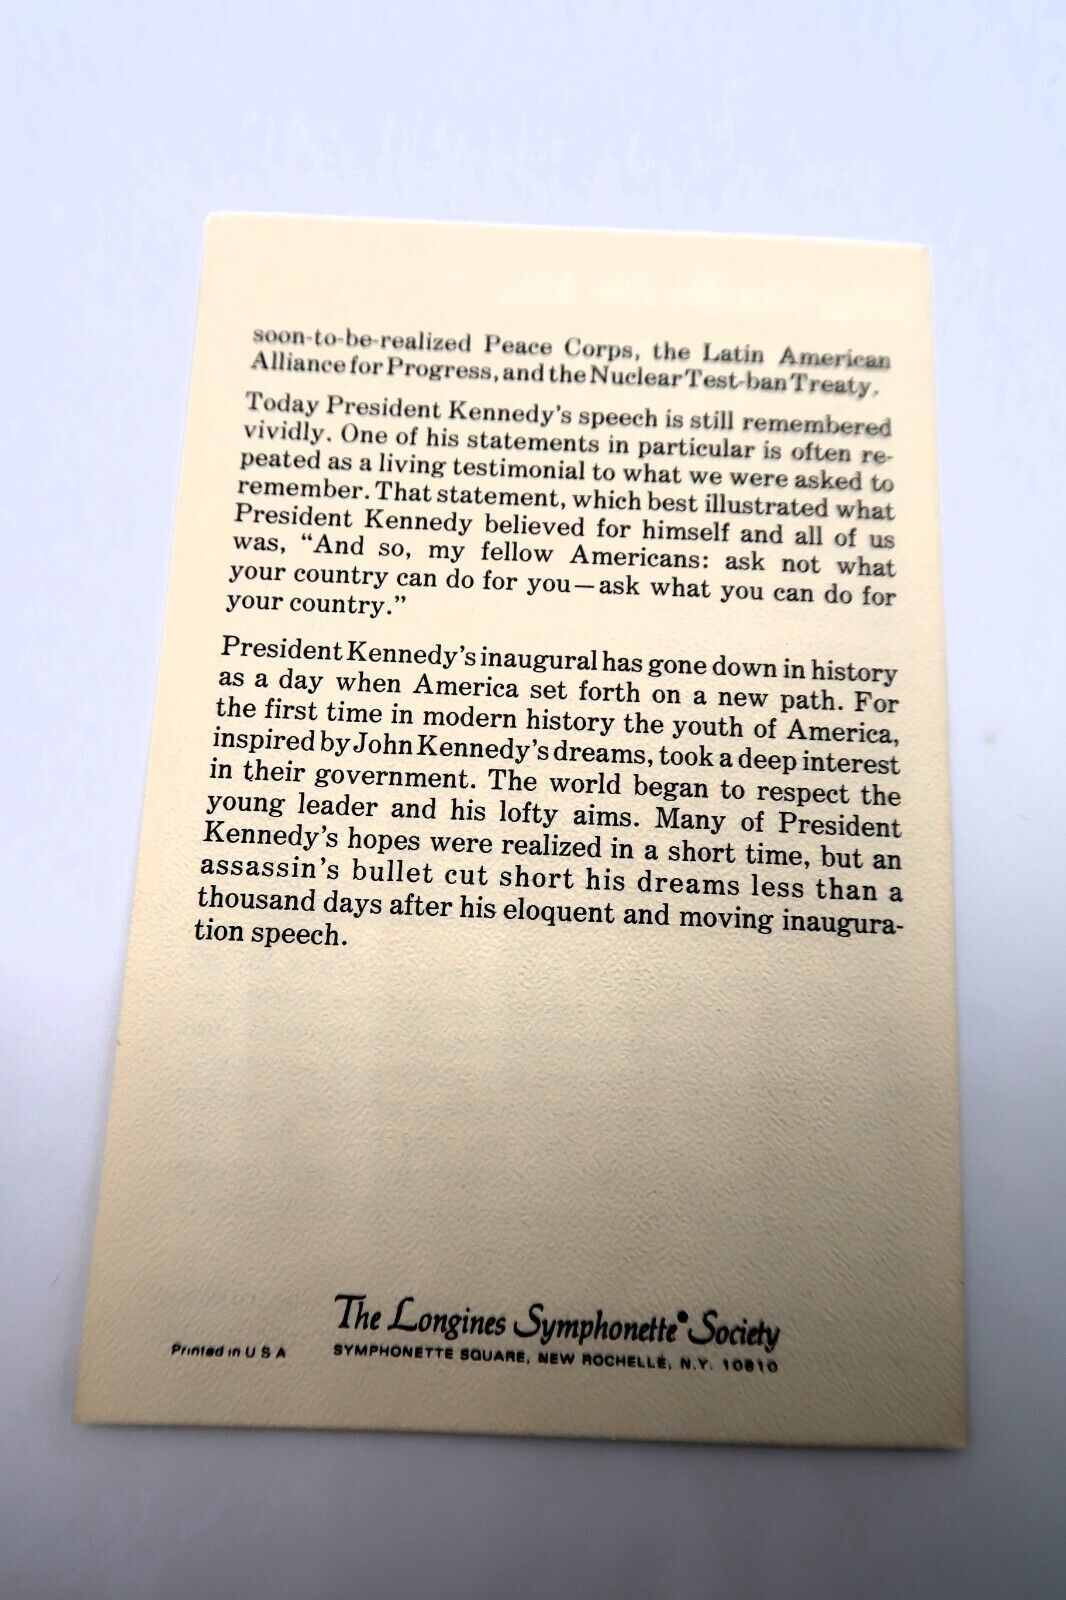 soon-to-be-realized Peace Corps, the Latin American
Alliance for Progress, and the Nuclear Test-ban Treaty.
Today President Kennedy's speech is still remembered
vividly. One of his statements in particular is often re-
peated as a living testimonial to what we were asked to
remember. That statement, which best illustrated what
President Kennedy believed for himself and all of us
was, “And so, my fellow Americans: ask not what
your country can do for you—ask what you can do for
your country.”
President Kennedy's inaugural has gone down in history
as a day when America set forth on a new path. For
the first time in modern history the youth of America,
inspired by John Kennedy's dreams, took a deep interest
in their government. The world began to respect the
young leader and his lofty aims. Many of President
Kennedy's hopes were realized in a short time, but an
assassin's bullet cut short his dreams less than a
thousand days after his eloquent and moving inaugura-
tion speech.
The Longines Symphonette® Society
Printed in U S A
SYMPHONETTE SQUARE, NEW ROCHELLE, N.Y. 10810